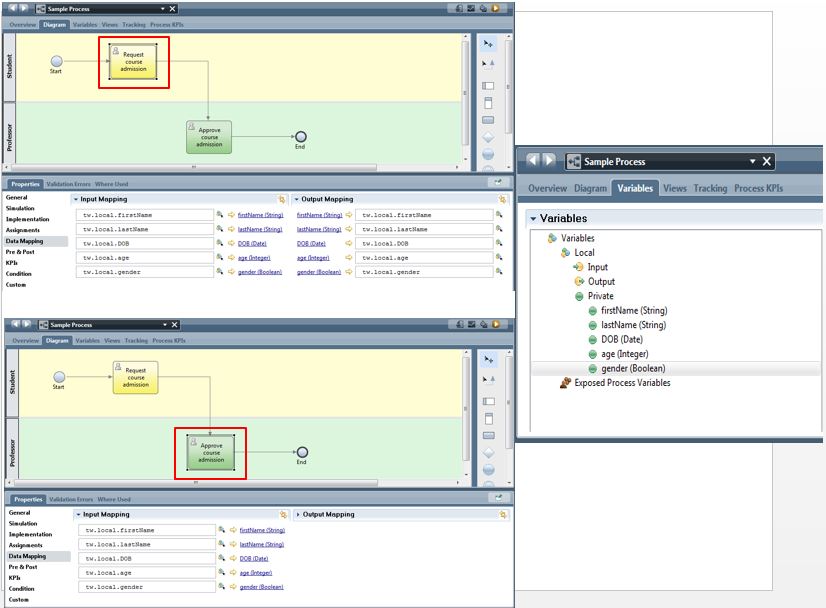 Sample Process
Overview Diagram Variables Views Tracking Process KPIs
Student
Start
Request
course
admission
Professor
Approve
course
admission
End
Properties Validation Errors Where Used
General
Simulation
Implementation
Assignments
Data Mapping
Pre & Post
KPIs
Condition
Custom
Input Mapping
tw.local.firstName firstName (String)
tw.local.lastName lastName (String)
tw.local.DOB DOB (Date)
tw.local.age age (Integer)
tw.local.gender gender (Boolean)
Output Mapping
firstName (String) tw.local.firstName
lastName (String) tw.local.lastName
DOB (Date) tw.local.DOB
age (Integer) tw.local.age
gender (Boolean) tw.local.gender
Sample Process
Overview Diagram Variables Views Tracking Process KPIs
Variables
Variables
Local
Input
Output
Private
firstName (String)
lastName (String)
DOB (Date)
age (Integer)
gender (Boolean)
Exposed Process Variables
Sample Process
Overview Diagram Variables Views Tracking Process KPIs
Student
Start
Request
course
admission
Professor
Approve
course
admission
End
Properties Validation Errors Where Used
General
Simulation
Implementation
Assignments
Data Mapping
Pre & Post
KPIs
Condition
Custom
Input Mapping
tw.local.firstName firstName (String)
tw.local.lastName lastName (String)
tw.local.DOB DOB (Date)
tw.local.age age (Integer)
tw.local.gender gender (Boolean)
Output Mapping